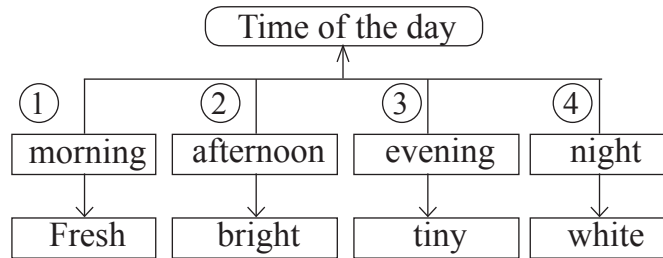 Time of the day
1 2 3 4
morning afternoon evening night
Fresh bright tiny white